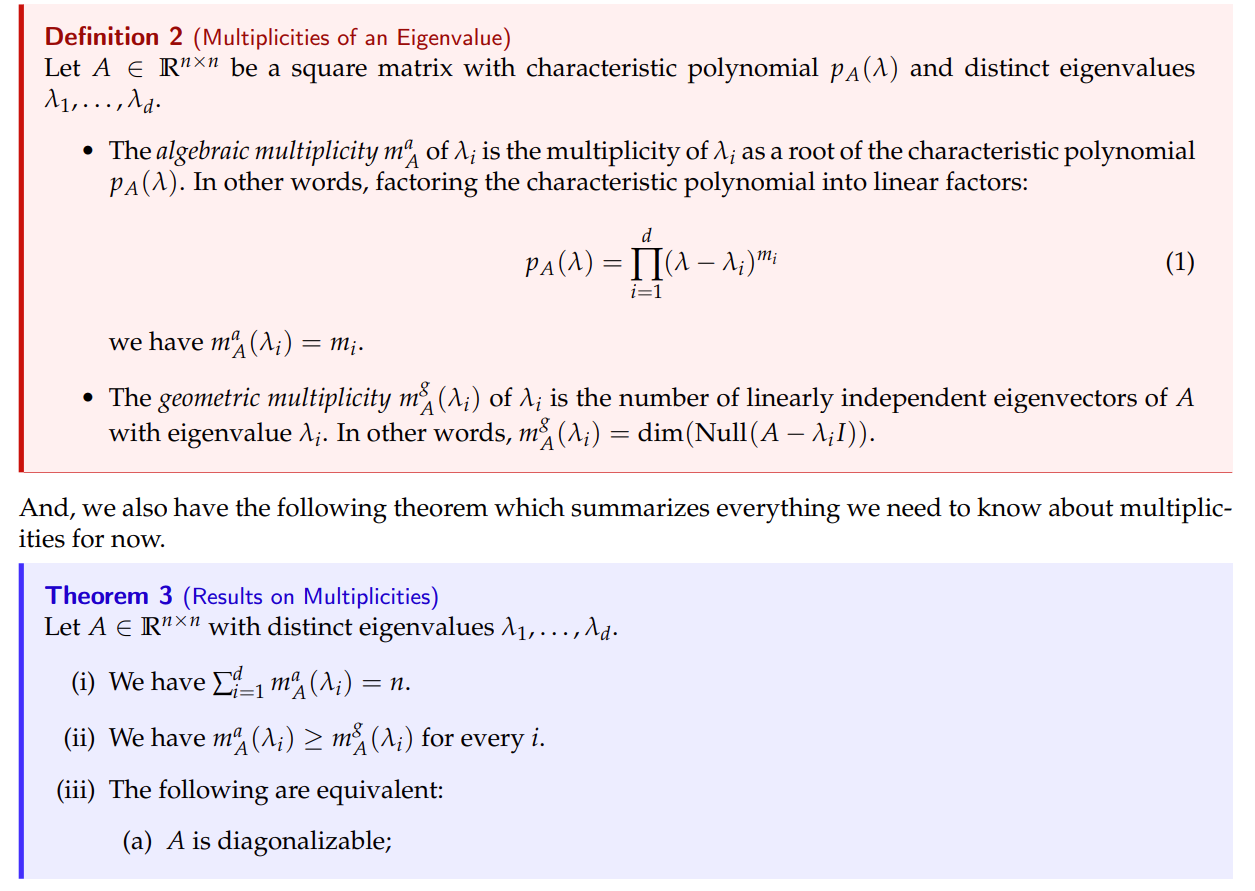 Definition 2 (Multiplicities of an Eigenvalue)
Let $A \in \mathbb{R}^{n \times n}$ be a square matrix with characteristic polynomial $p_A(\lambda)$ and distinct eigenvalues
$\lambda_1, \ldots, \lambda_d$.
• The algebraic multiplicity $m_A^a$ of $\lambda_i$ is the multiplicity of $\lambda_i$ as a root of the characteristic polynomial
$p_A(\lambda)$. In other words, factoring the characteristic polynomial into linear factors:
$p_A(\lambda) = \prod_{i=1}^{d} (\lambda - \lambda_i)^{m_i}$ (1)
we have $m_A^a(\lambda_i) = m_i$.
• The geometric multiplicity $m_A^g(\lambda_i)$ of $\lambda_i$ is the number of linearly independent eigenvectors of $A$
with eigenvalue $\lambda_i$. In other words, $m_A^g(\lambda_i) = \dim(\text{Null}(A - \lambda_i I))$.
And, we also have the following theorem which summarizes everything we need to know about multiplic-
ities for now.
Theorem 3 (Results on Multiplicities)
Let $A \in \mathbb{R}^{n \times n}$ with distinct eigenvalues $\lambda_1, \ldots, \lambda_d$.
(i) We have $\sum_{i=1}^{d} m_A^a(\lambda_i) = n$.
(ii) We have $m_A^a(\lambda_i) \geq m_A^g(\lambda_i)$ for every $i$.
(iii) The following are equivalent:
(a) $A$ is diagonalizable;